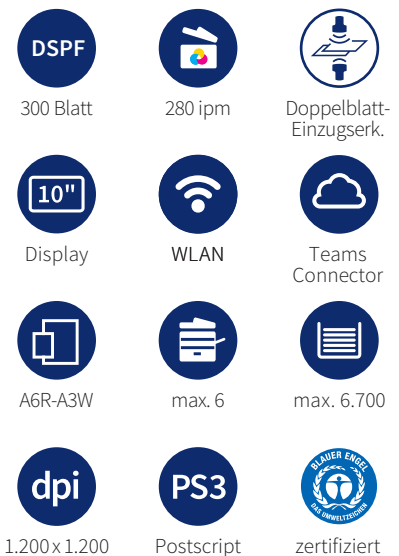 DSPF
300 Blatt
280 ipm
Doppelblatt-
Einzugserk.
10"
Display
WLAN
Teams
Connector
A6R-A3W
max. 6
max. 6.700
dpi
1.200 x 1.200
PS3
Postscript
BLAUER ENGEL
DAS UMWELTZEICHEN
zertifiziert